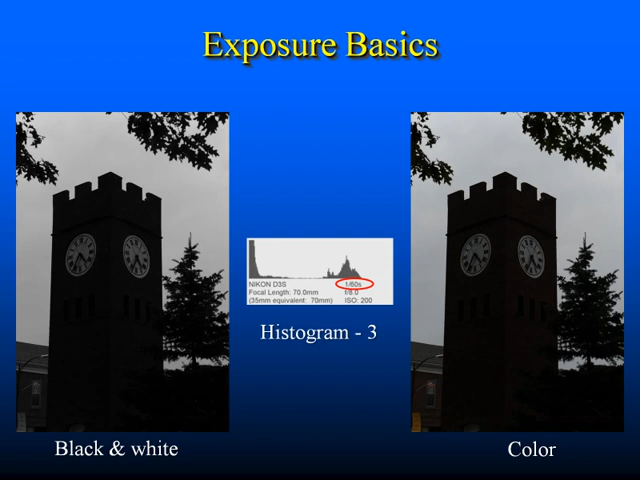 Exposure Basics
NIKON D3S 1/60s
Focal Length: 70.0mm f/8.0
(35mm equivalent: 70mm) ISO: 200
Histogram - 3
Black & white
Color